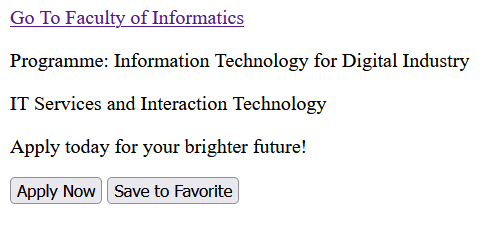 Go To Faculty of Informatics
Programme: Information Technology for Digital Industry
IT Services and Interaction Technology
Apply today for your brighter future!
Apply Now Save to Favorite